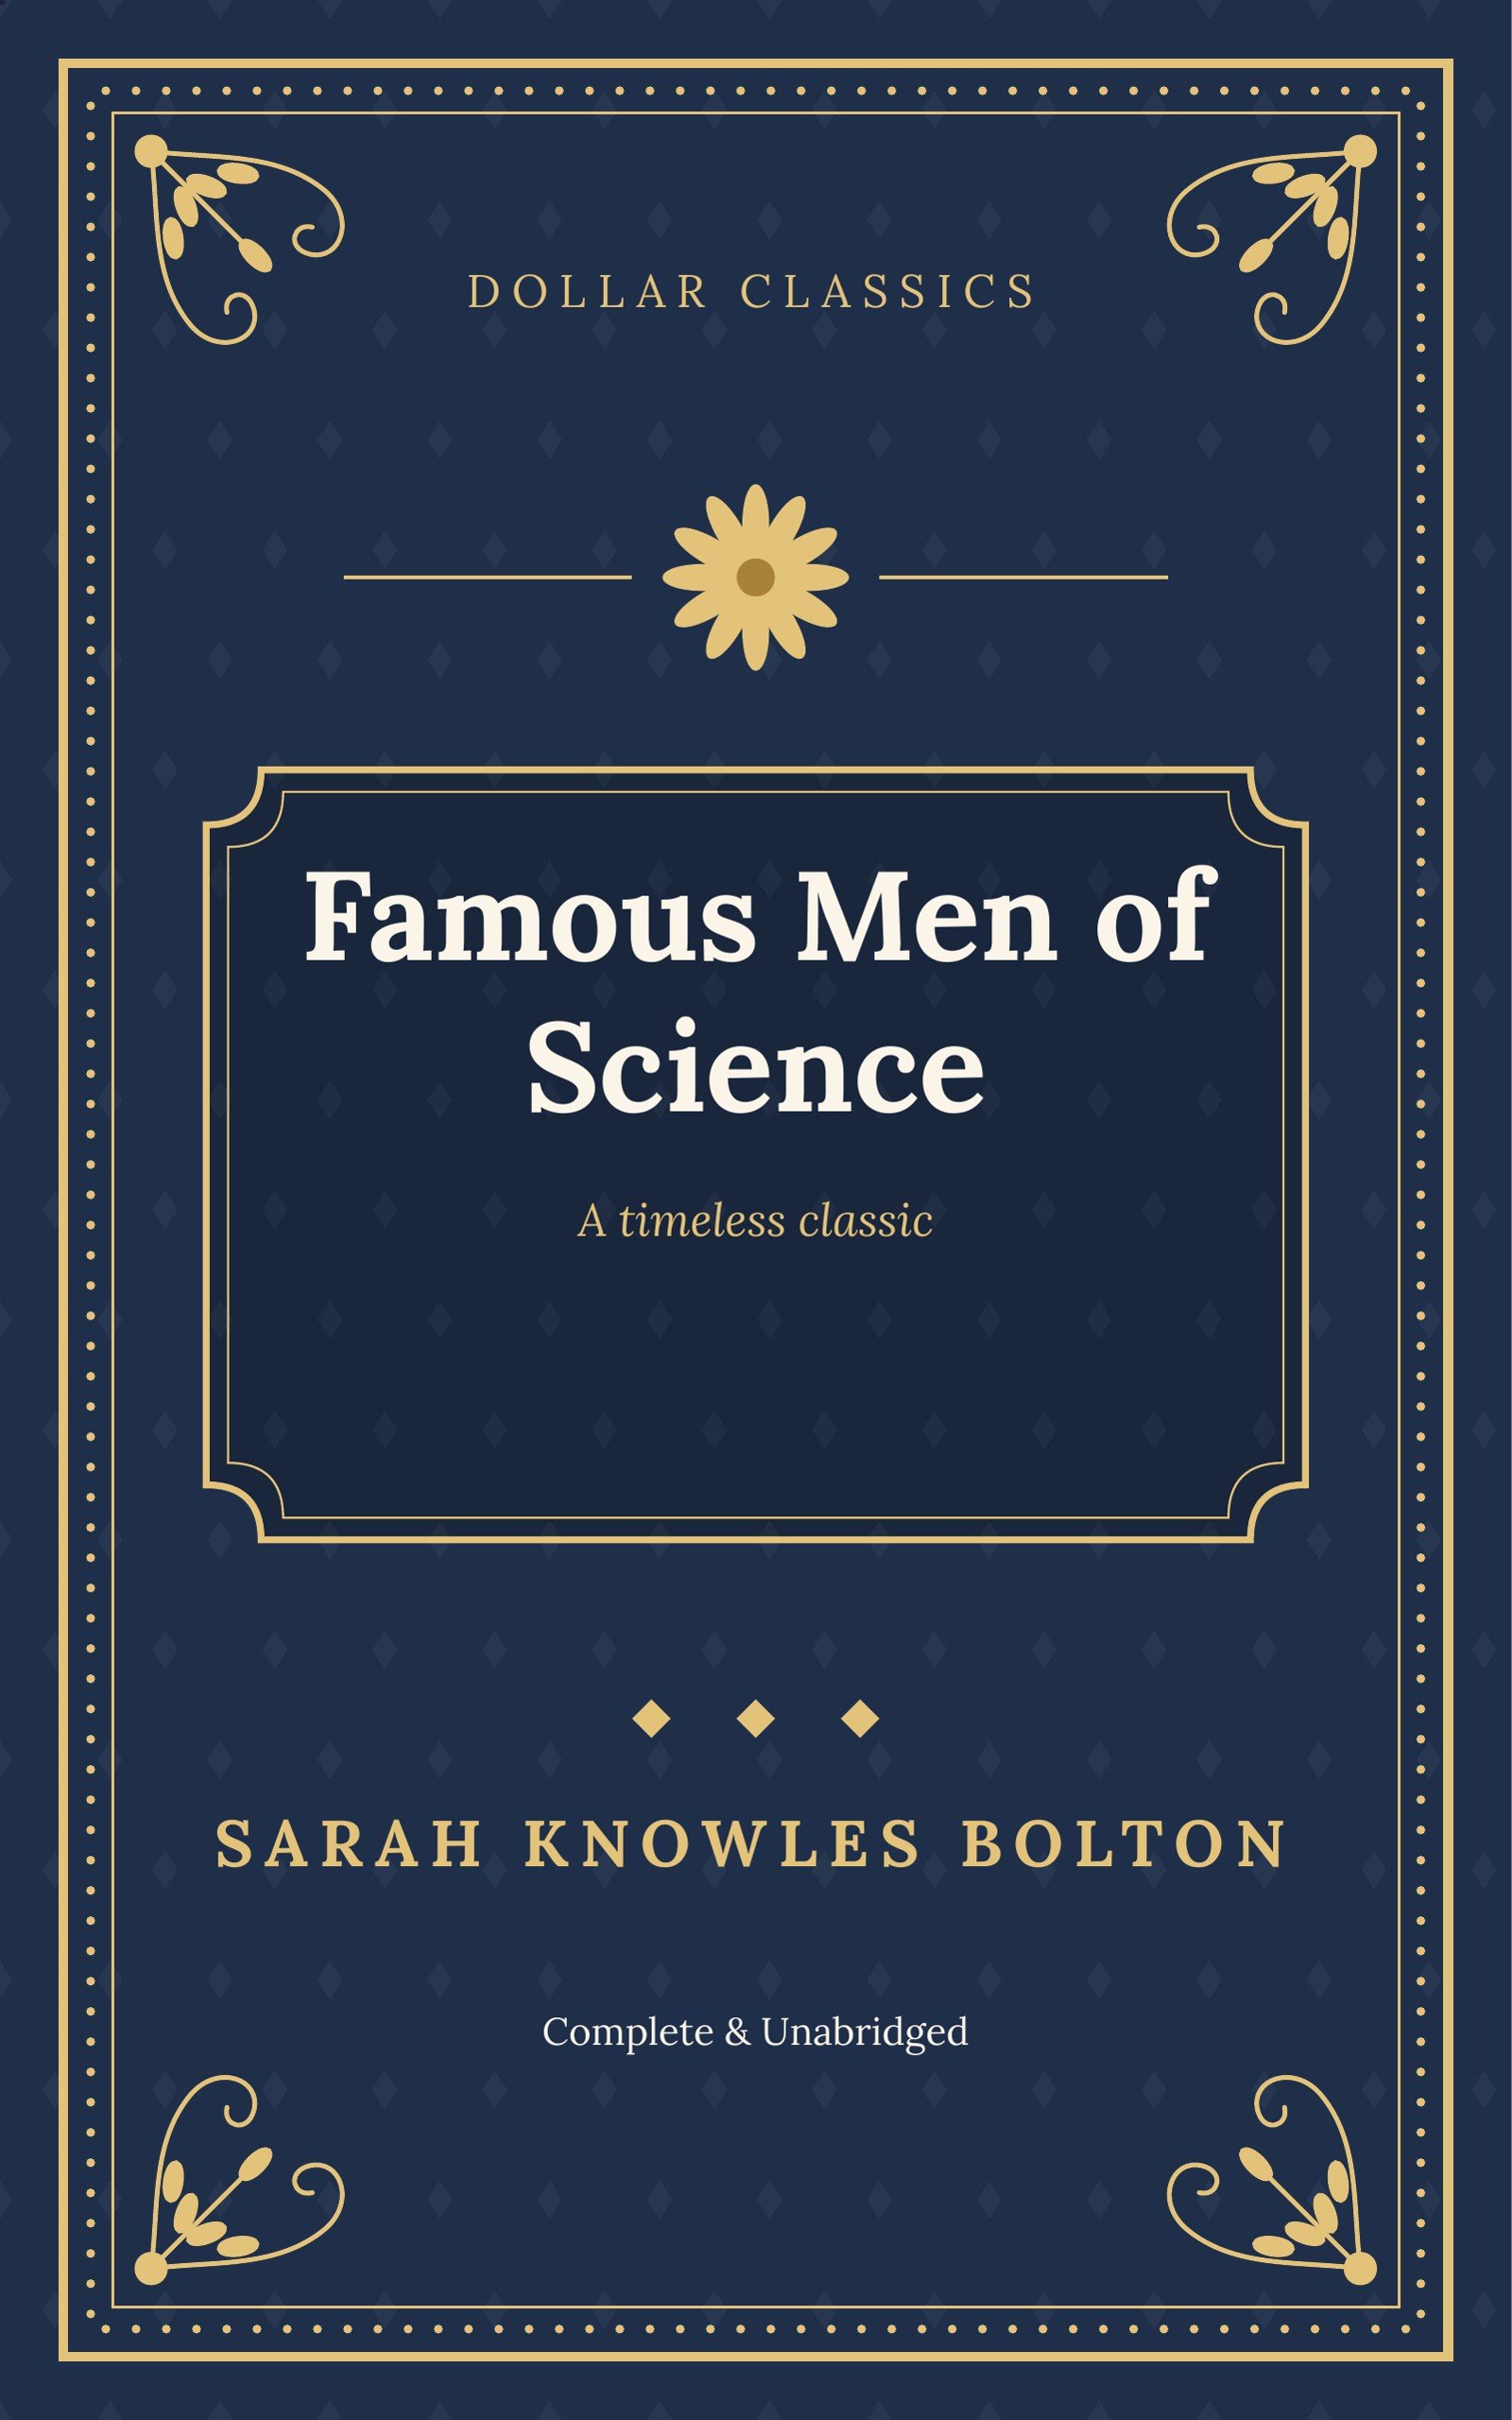 DOLLAR CLASSICS
Famous Men of
Science
A timeless classic
SARAH KNOWLES BOLTON
Complete & Unabridged